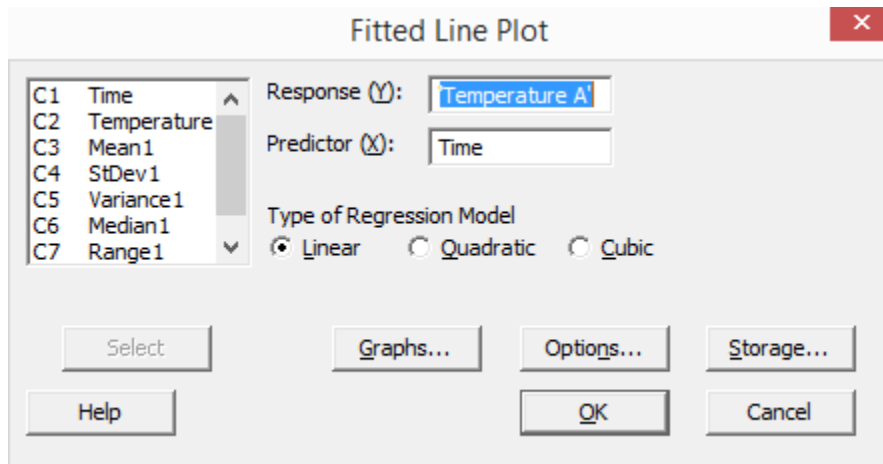 Fitted Line Plot
C1 Time
C2 Temperature
C3 Mean1
C4 StDev1
C5 Variance1
C6 Median1
C7 Range1
Response (Y): 'Temperature A'
Predictor (X): Time
Type of Regression Model
Linear Quadratic Cubic
Select Graphs... Options... Storage...
Help OK Cancel